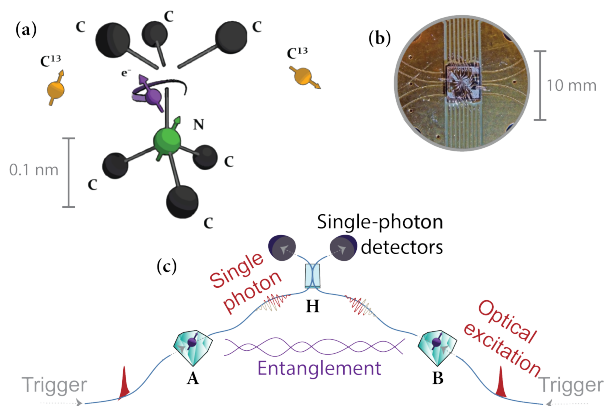 (a)
C
C
C
C¹³
C¹³
e⁻
N
C
C
C
0.1 nm
(b)
10 mm
(c)
Single-photon
detectors
Single
photon
H
Optical
excitation
A
Entanglement
B
Trigger
Trigger